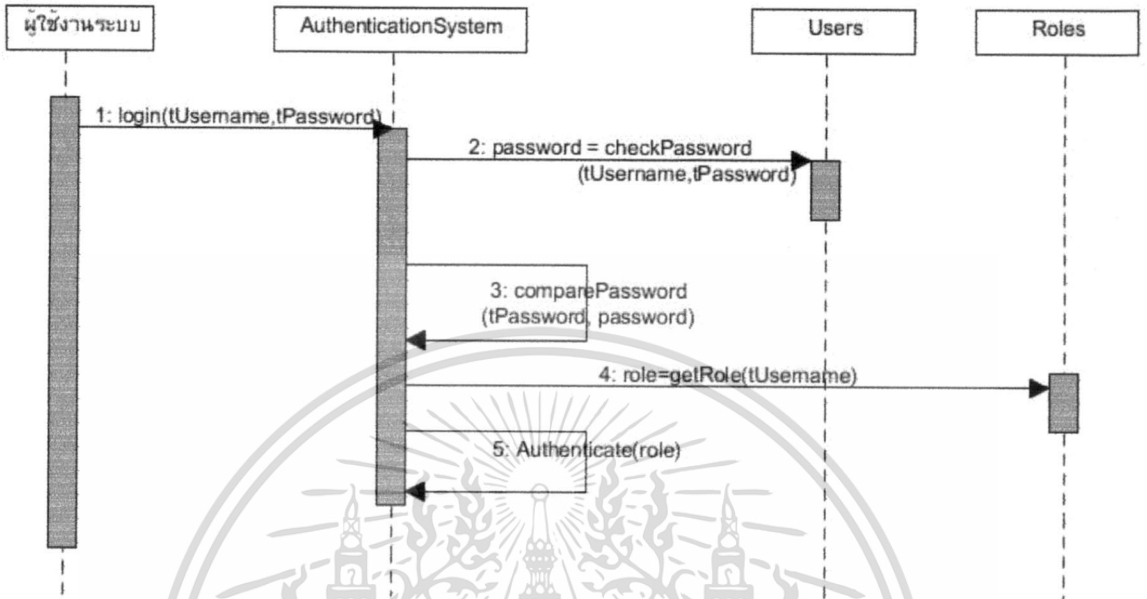 ผู้ใช้งานระบบ
AuthenticationSystem
Users
Roles
1: login(tUsername,tPassword)
2: password = checkPassword
(tUsername,tPassword)
3: comparePassword
(tPassword, password)
4: role=getRole(tUsername)
5: Authenticate(role)